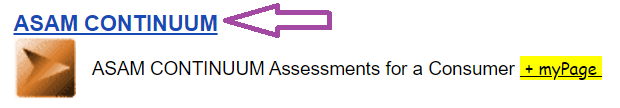 ASAM CONTINUUM
ASAM CONTINUUM Assessments for a Consumer + myPage